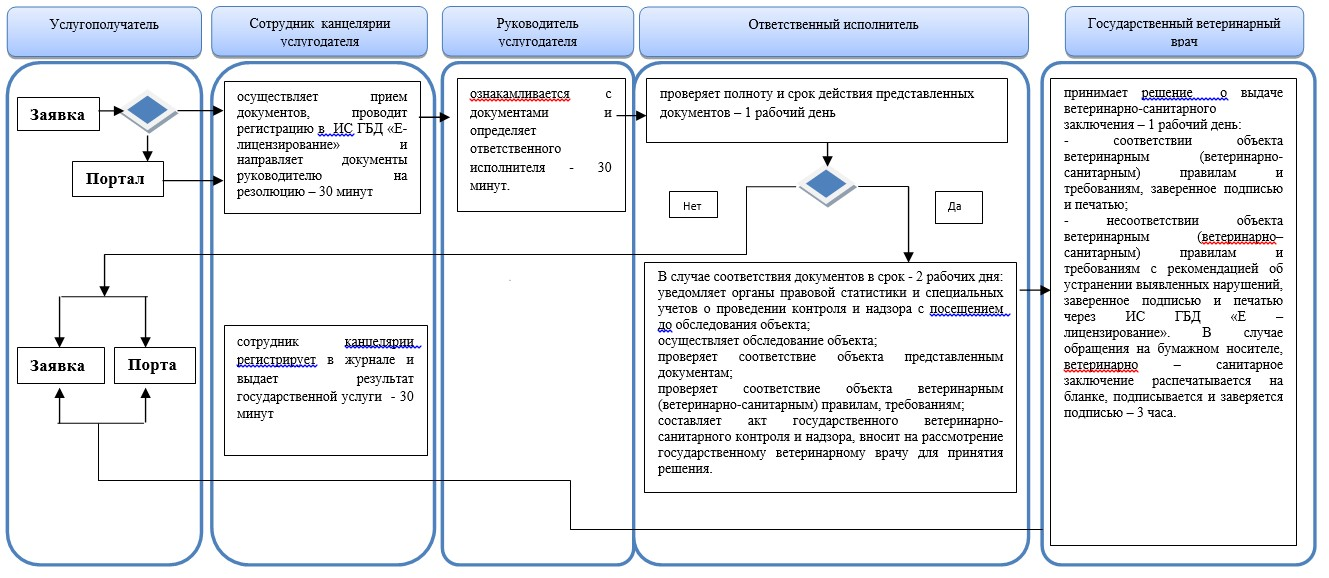 Услугополучатель
Сотрудник канцелярии
услугодателя
Руководитель
услугодателя
Ответственный исполнитель
Государственный ветеринарный
врач
Заявка
Портал
осуществляет прием
документов, проводит
регистрацию в ИС ГБД «Е-
лицензирование» и
направляет документы
руководителю на
резолюцию – 30 минут
ознакамливается с
документами и
определяет
ответственного
исполнителя - 30
минут.
проверяет полноту и срок действия представленных
документов – 1 рабочий день
Нет
Да
В случае соответствия документов в срок - 2 рабочих дня:
уведомляет органы правовой статистики и специальных
учетов о проведении контроля и надзора с посещением
до обследования объекта;
осуществляет обследование объекта;
проверяет соответствие объекта представленным
документам;
проверяет соответствие объекта ветеринарным
(ветеринарно-санитарным) правилам, требованиям;
составляет акт государственного ветеринарно-
санитарного контроля и надзора, вносит на рассмотрение
государственному ветеринарному врачу для принятия
решения.
принимает решение о выдаче
ветеринарно-санитарного
заключения – 1 рабочий день:
- соответствии объекта
ветеринарным (ветеринарно-
санитарным) правилам и
требованиям, заверенное подписью
и печатью;
- несоответствии объекта
ветеринарным (ветеринарно–
санитарным) правилам и
требованиям с рекомендацией об
устранении выявленных нарушений,
заверенное подписью и печатью
через ИС ГБД «Е –
лицензирование». В случае
обращения на бумажном носителе,
ветеринарно – санитарное
заключение распечатывается на
бланке, подписывается и заверяется
подписью – 3 часа.
Заявка
Порта
сотрудник канцелярии
регистрирует в журнале и
выдает результат
государственной услуги - 30
минут